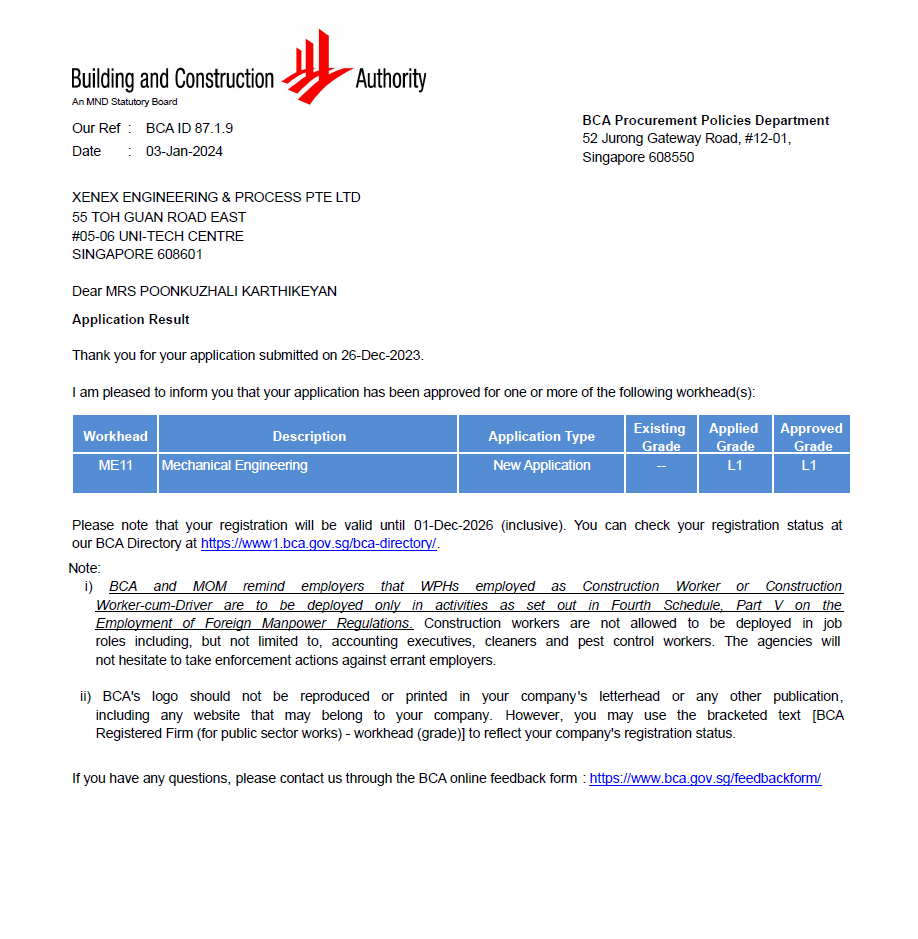 Building and Construction Authority
An MND Statutory Board
Our Ref : BCA ID 87.1.9
Date : 03-Jan-2024
BCA Procurement Policies Department
52 Jurong Gateway Road, #12-01,
Singapore 608550
XENEX ENGINEERING & PROCESS PTE LTD
55 TOH GUAN ROAD EAST
#05-06 UNI-TECH CENTRE
SINGAPORE 608601
Dear MRS POONKUZHALI KARTHIKEYAN
Application Result
Thank you for your application submitted on 26-Dec-2023.
I am pleased to inform you that your application has been approved for one or more of the following workhead(s):
Workhead Description Application Type Existing Grade Applied Grade Approved Grade
ME11 Mechanical Engineering New Application -- L1 L1
Please note that your registration will be valid until 01-Dec-2026 (inclusive). You can check your registration status at
our BCA Directory at https://www1.bca.gov.sg/bca-directory/.
Note:
i) BCA and MOM remind employers that WPHs employed as Construction Worker or Construction
Worker-cum-Driver are to be deployed only in activities as set out in Fourth Schedule, Part V on the
Employment of Foreign Manpower Regulations. Construction workers are not allowed to be deployed in job
roles including, but not limited to, accounting executives, cleaners and pest control workers. The agencies will
not hesitate to take enforcement actions against errant employers.
ii) BCA's logo should not be reproduced or printed in your company's letterhead or any other publication,
including any website that may belong to your company. However, you may use the bracketed text [BCA
Registered Firm (for public sector works) - workhead (grade)] to reflect your company's registration status.
If you have any questions, please contact us through the BCA online feedback form : https://www.bca.gov.sg/feedbackform/